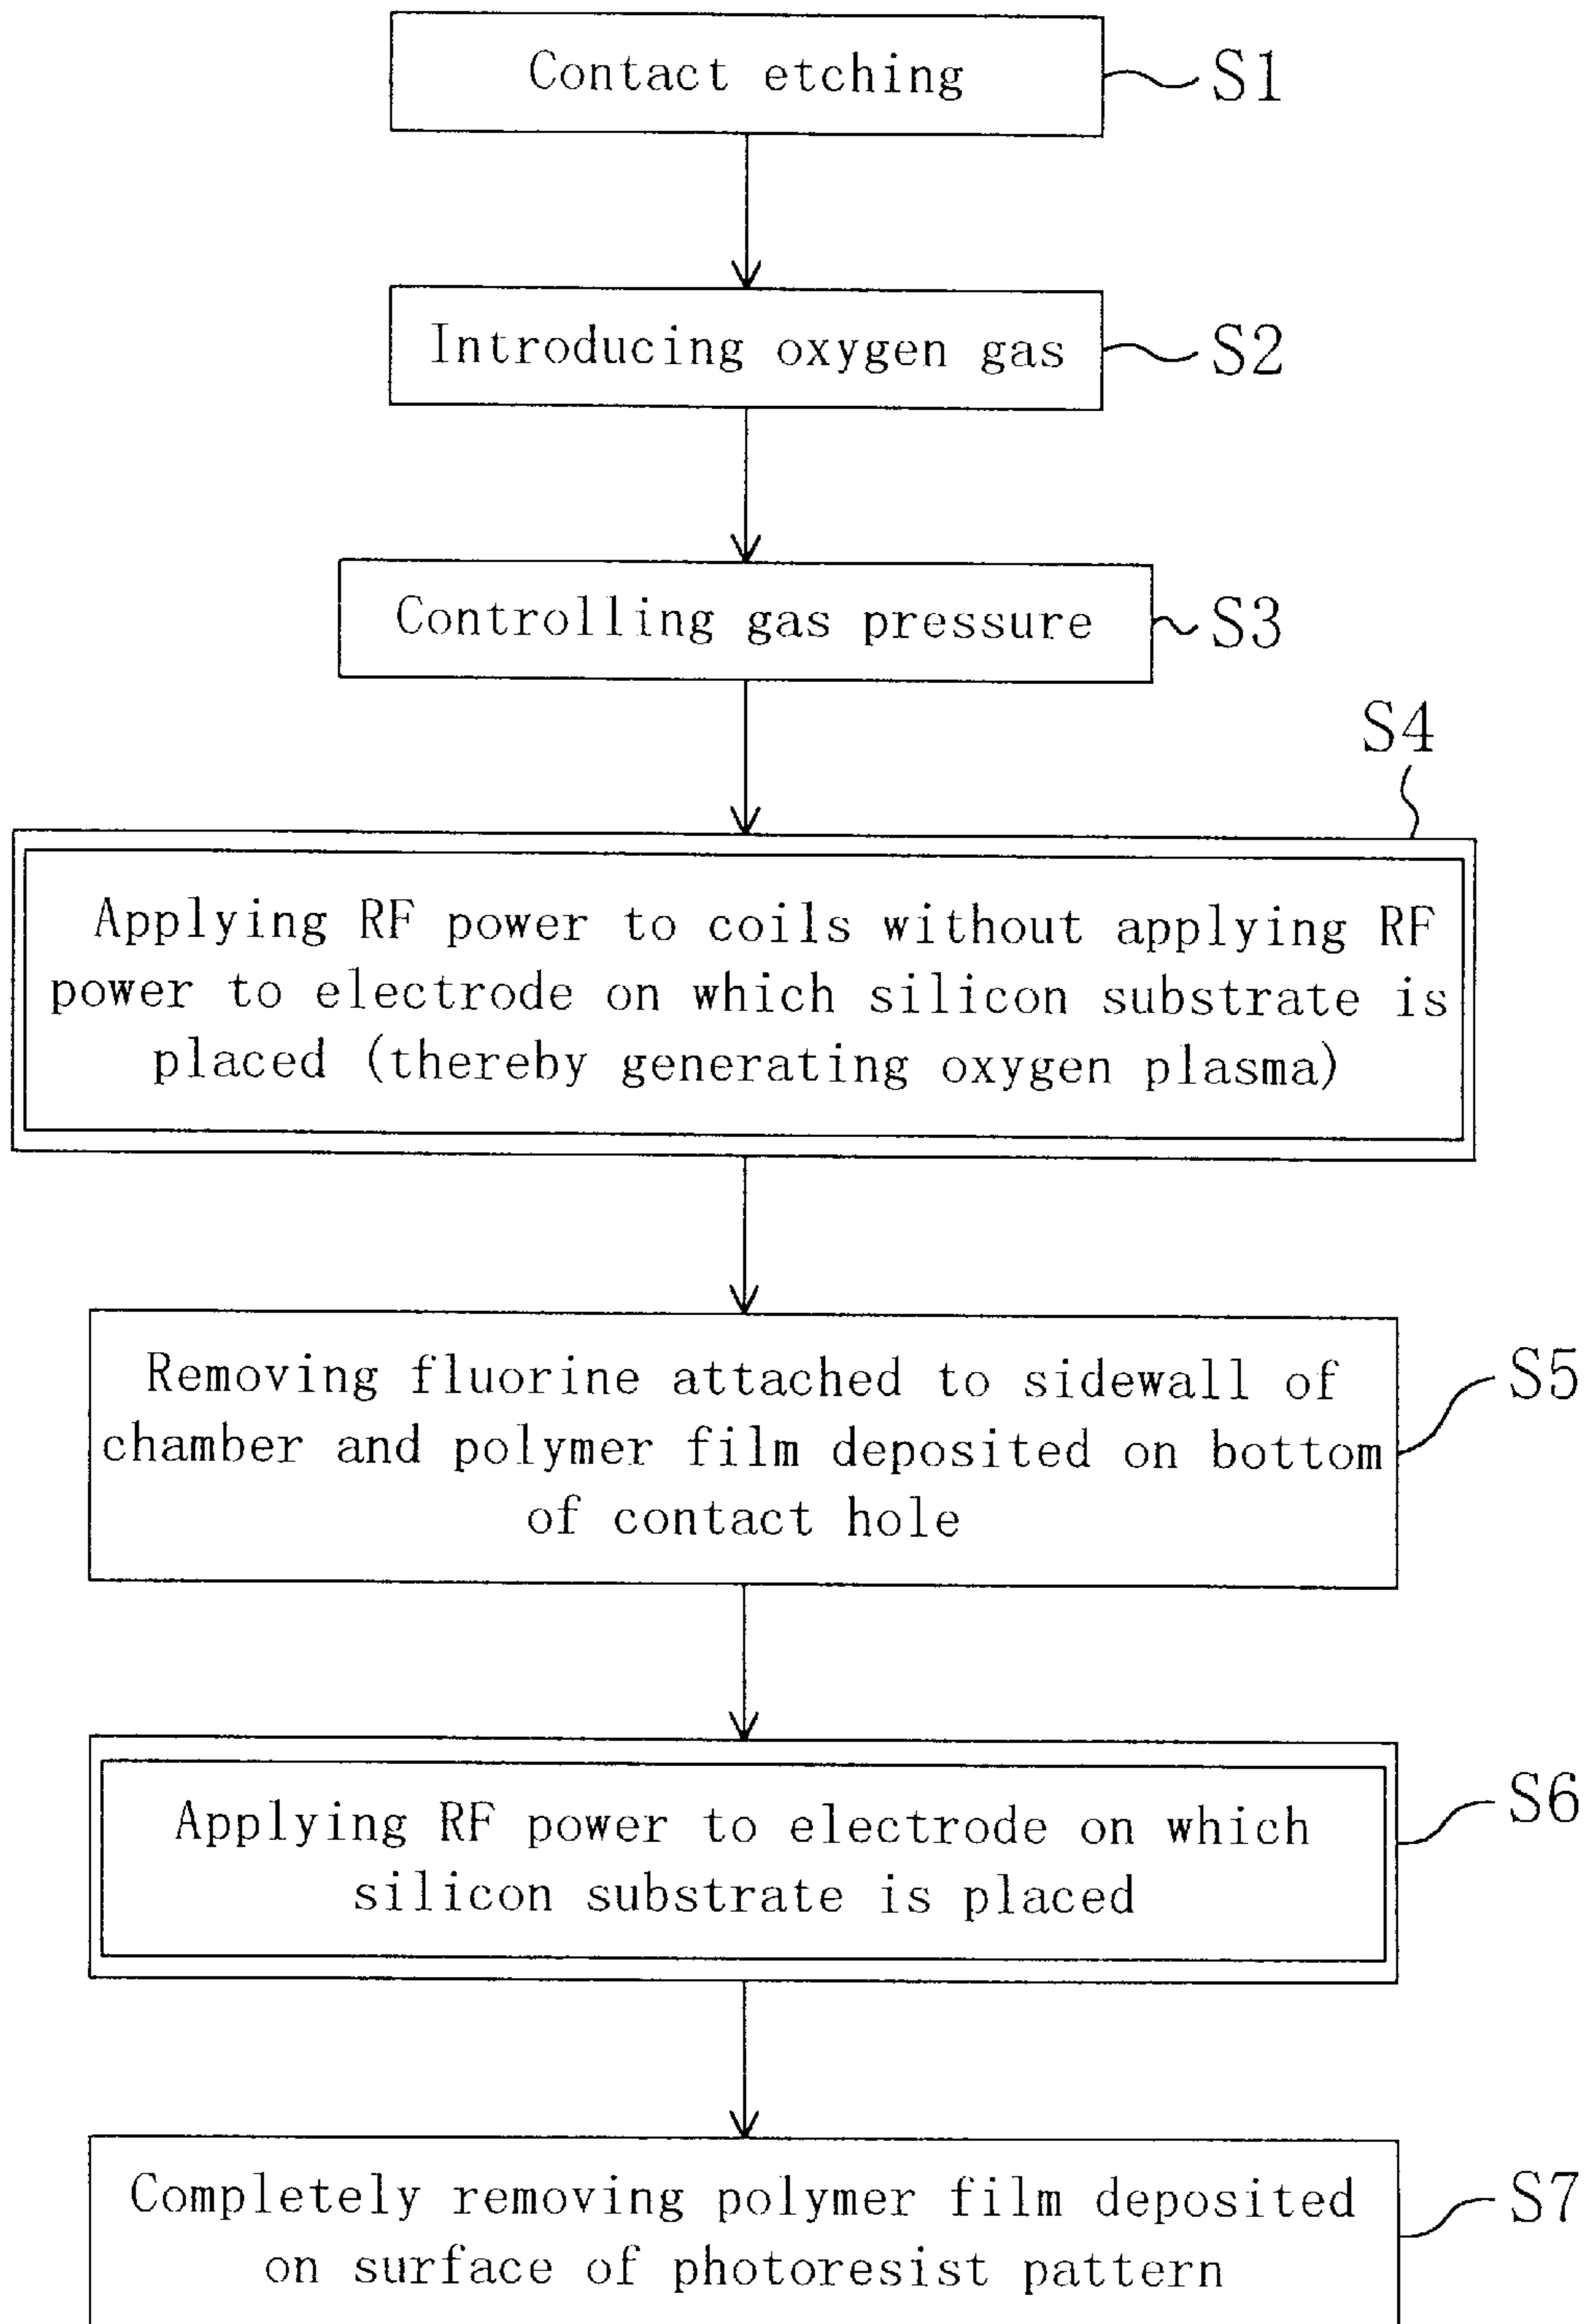 Contact etching
S1
Introducing oxygen gas
S2
Controlling gas pressure
S3
S4
Applying RF power to coils without applying RF
power to electrode on which silicon substrate is
placed (thereby generating oxygen plasma)
Removing fluorine attached to sidewall of
chamber and polymer film deposited on bottom
of contact hole
S5
Applying RF power to electrode on which
silicon substrate is placed
S6
Completely removing polymer film deposited
on surface of photoresist pattern
S7